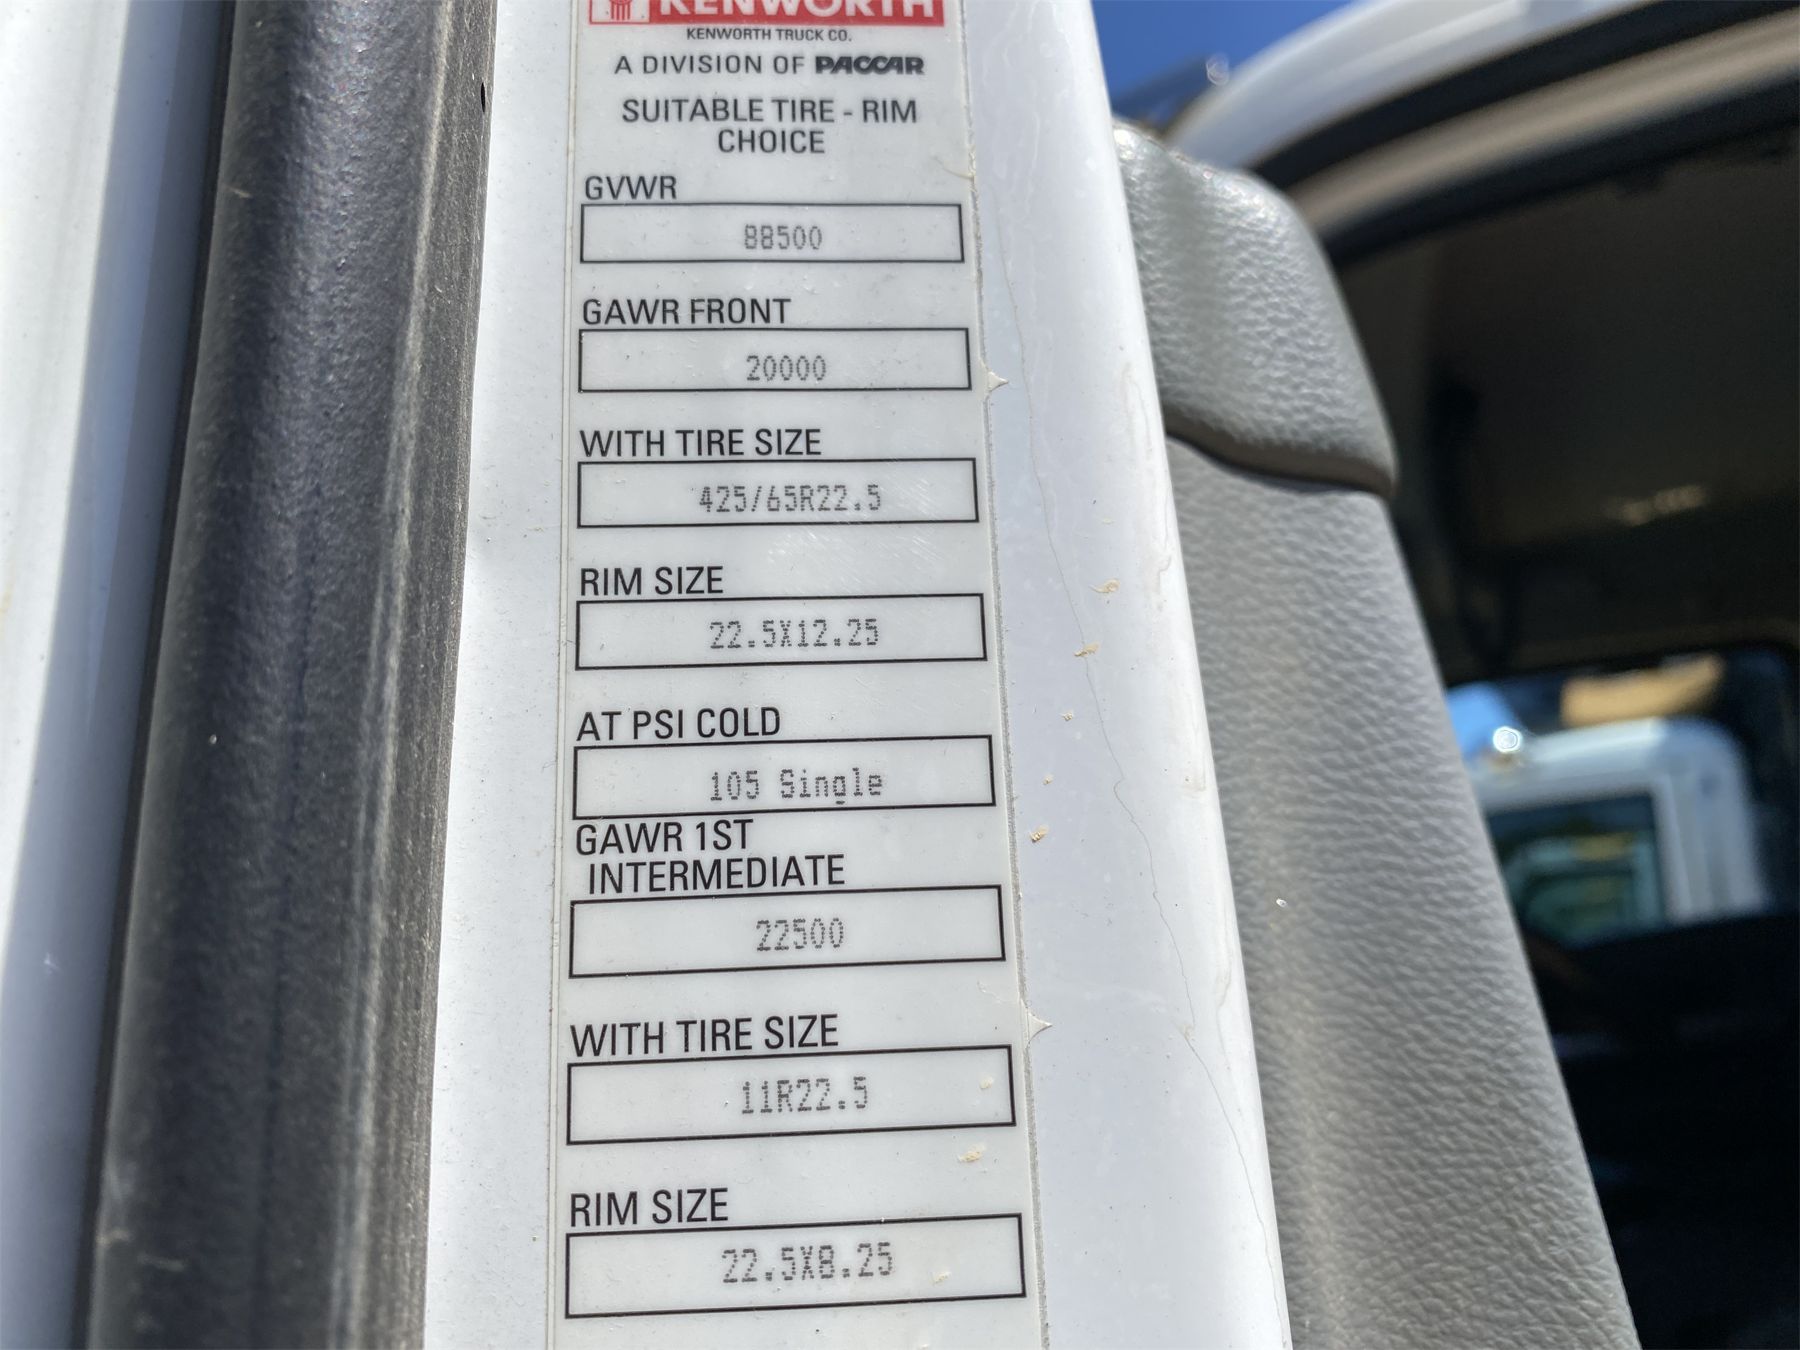 KENWORTH
KENWORTH TRUCK CO.
A DIVISION OF PACCAR
SUITABLE TIRE - RIM
CHOICE
GVWR
88500
GAWR FRONT
20000
WITH TIRE SIZE
425/65R22.5
RIM SIZE
22.5X12.25
AT PSI COLD
105 Single
GAWR 1ST
INTERMEDIATE
22500
WITH TIRE SIZE
11R22.5
RIM SIZE
22.5X8.25